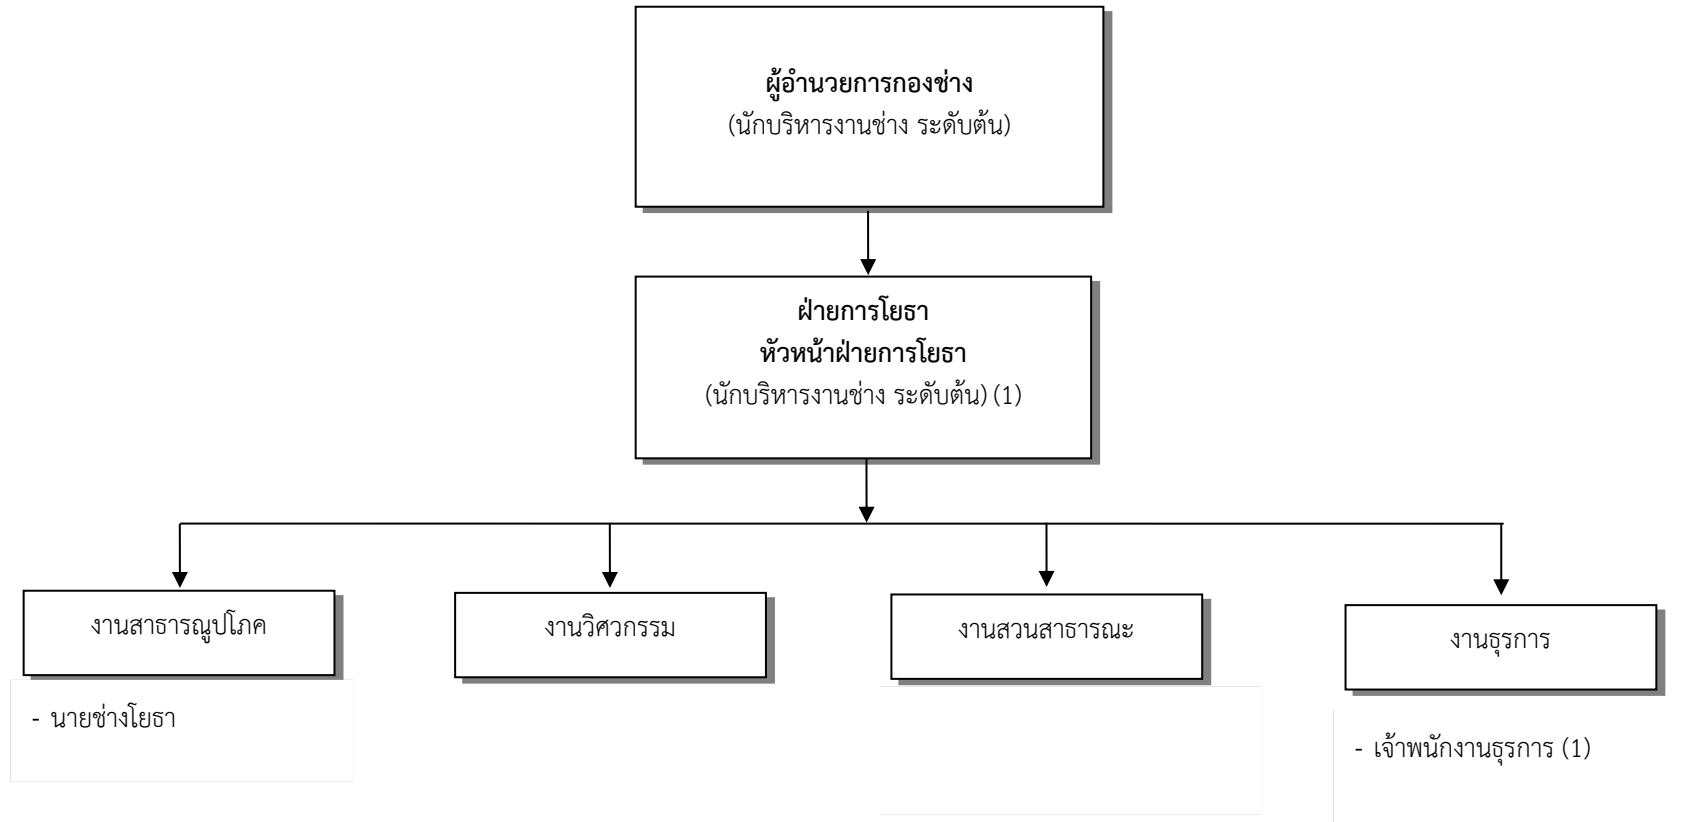 ผู้อำนวยการกองช่าง
(นักบริหารงานช่าง ระดับต้น)
ฝ่ายการโยธา
หัวหน้าฝ่ายการโยธา
(นักบริหารงานช่าง ระดับต้น) (1)
งานสาธารณูปโภค
งานวิศวกรรม
งานสวนสาธารณะ
งานธุรการ
- นายช่างโยธา
- เจ้าพนักงานธุรการ (1)